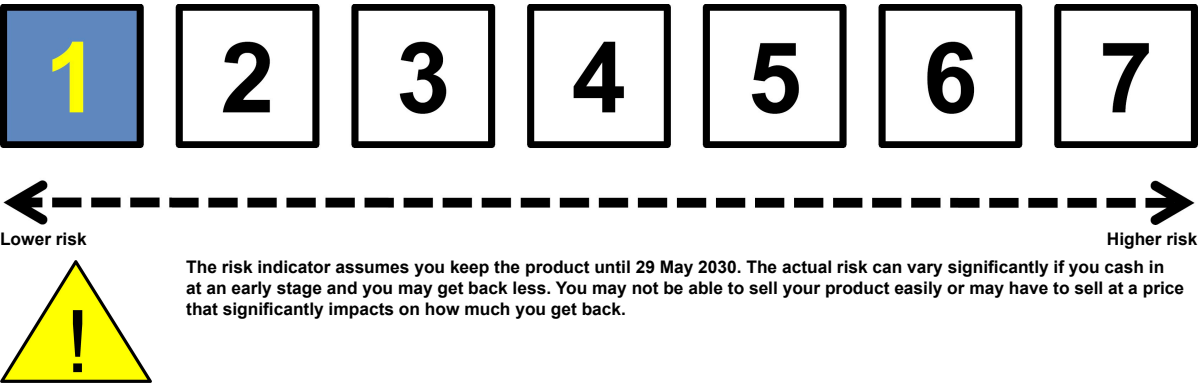 1 2 3 4 5 6 7
Lower risk Higher risk
The risk indicator assumes you keep the product until 29 May 2030. The actual risk can vary significantly if you cash in
at an early stage and you may get back less. You may not be able to sell your product easily or may have to sell at a price
that significantly impacts on how much you get back.
!